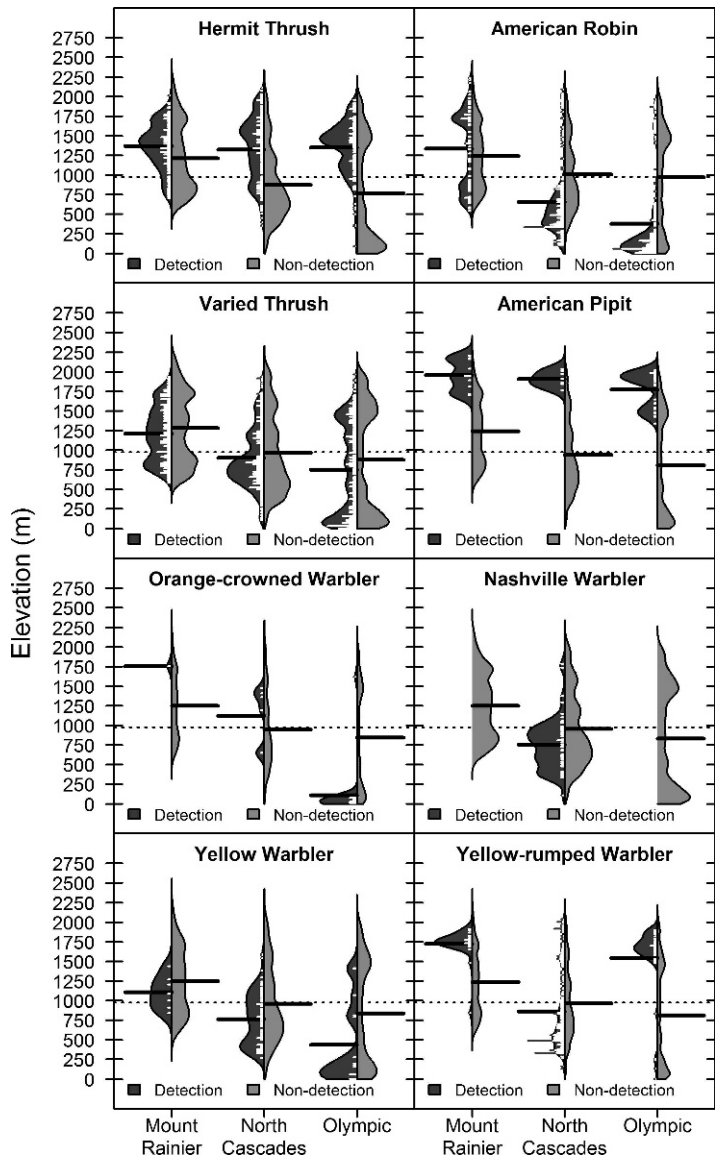 Elevation (m)
Hermit Thrush
2750
2500
2250
2000
1750
1500
1250
1000
750
500
250
0
Detection Non-detection
American Robin
Detection Non-detection
Varied Thrush
2750
2500
2250
2000
1750
1500
1250
1000
750
500
250
0
Detection Non-detection
American Pipit
Detection Non-detection
Orange-crowned Warbler
2750
2500
2250
2000
1750
1500
1250
1000
750
500
250
0
Detection Non-detection
Nashville Warbler
Detection Non-detection
Yellow Warbler
2750
2500
2250
2000
1750
1500
1250
1000
750
500
250
0
Detection Non-detection
Yellow-rumped Warbler
Detection Non-detection
Mount
Rainier
North
Cascades
Olympic
Mount
Rainier
North
Cascades
Olympic